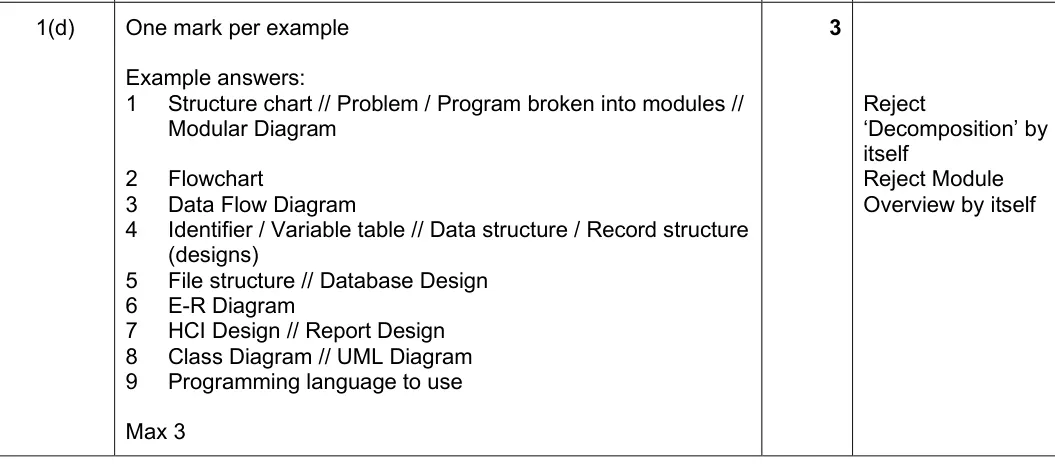 1(d) One mark per example 3
Example answers:
1 Structure chart // Problem / Program broken into modules // Reject
Modular Diagram ‘Decomposition’ by
itself
2 Flowchart Reject Module
3 Data Flow Diagram Overview by itself
4 Identifier / Variable table // Data structure / Record structure
(designs)
5 File structure // Database Design
6 E-R Diagram
7 HCI Design // Report Design
8 Class Diagram // UML Diagram
9 Programming language to use
Max 3